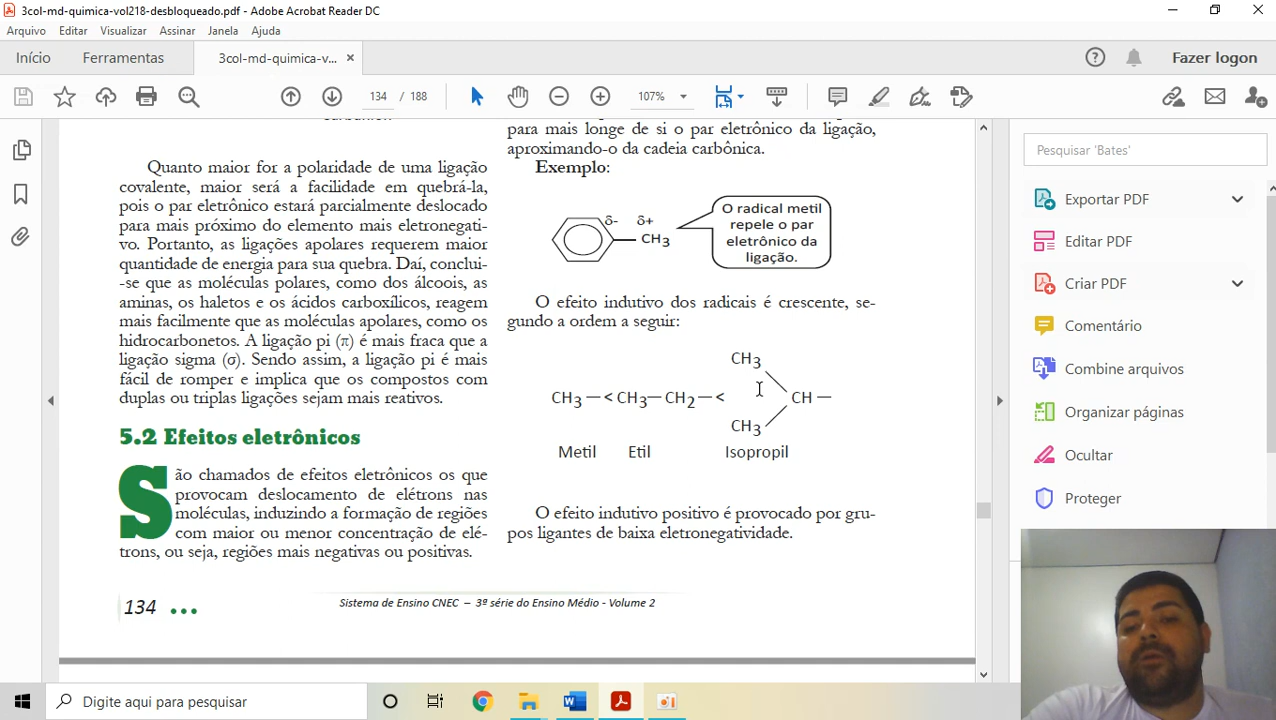 3col-md-quimica-vol218-desbloqueado.pdf - Adobe Acrobat Reader DC
Arquivo Editar Visualizar Assinar Janela Ajuda
Início Ferramentas 3col-md-quimica-v... × Fazer logon
134 / 188 107%
Quanto maior for a polaridade de uma ligação
covalente, maior será a facilidade em quebrá-la,
pois o par eletrônico estará parcialmente deslocado
para mais próximo do elemento mais eletronegati-
vo. Portanto, as ligações apolares requerem maior
quantidade de energia para sua quebra. Daí, conclui-
-se que as moléculas polares, como dos álcoois, as
aminas, os haletos e os ácidos carboxílicos, reagem
mais facilmente que as moléculas apolares, como os
hidrocarbonetos. A ligação pi (π) é mais fraca que a
ligação sigma (σ). Sendo assim, a ligação pi é mais
fácil de romper e implica que os compostos com
duplas ou triplas ligações sejam mais reativos.
5.2 Efeitos eletrônicos
São chamados de efeitos eletrônicos os que
provocam deslocamento de elétrons nas
moléculas, induzindo a formação de regiões
com maior ou menor concentração de elé-
trons, ou seja, regiões mais negativas ou positivas.
para mais longe de si o par eletrônico da ligação,
aproximando-o da cadeia carbônica.
Exemplo:
δ- δ+
CH3
O radical metil
repele o par
eletrônico da
ligação.
O efeito indutivo dos radicais é crescente, se-
gundo a ordem a seguir:
CH3
CH3 — < CH3— CH2 — < CH —
CH3
Metil Etil Isopropil
O efeito indutivo positivo é provocado por gru-
pos ligantes de baixa eletronegatividade.
134 •••
Sistema de Ensino CNEC – 3ª série do Ensino Médio - Volume 2
Pesquisar 'Bates'
Exportar PDF
Editar PDF
Criar PDF
Comentário
Combine arquivos
Organizar páginas
Ocultar
Proteger
Digite aqui para pesquisar